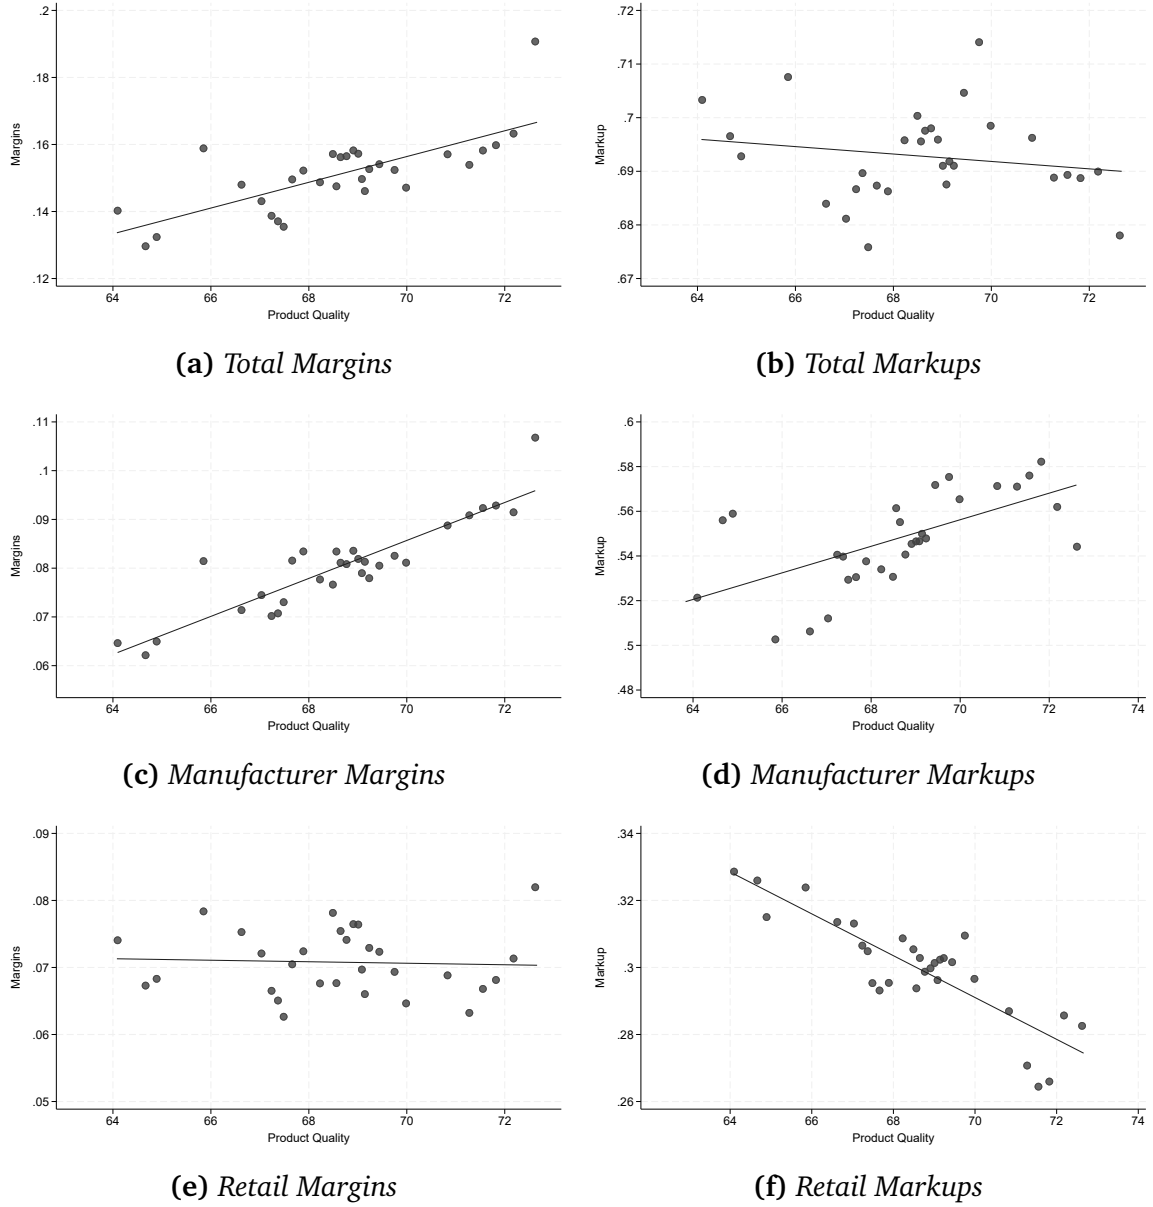 .2
.18
.16
.14
.12
Margins
64 66 68 70 72
Product Quality
(a) Total Margins
.72
.71
.7
.69
.68
.67
Markup
64 66 68 70 72
Product Quality
(b) Total Markups
.11
.1
.09
.08
.07
.06
Margins
64 66 68 70 72
Product Quality
(c) Manufacturer Margins
.6
.58
.56
.54
.52
.5
.48
Markup
64 66 68 70 72 74
Product Quality
(d) Manufacturer Markups
.09
.08
.07
.06
.05
Margins
64 66 68 70 72
Product Quality
(e) Retail Margins
.34
.32
.3
.28
.26
Markup
64 66 68 70 72 74
Product Quality
(f) Retail Markups